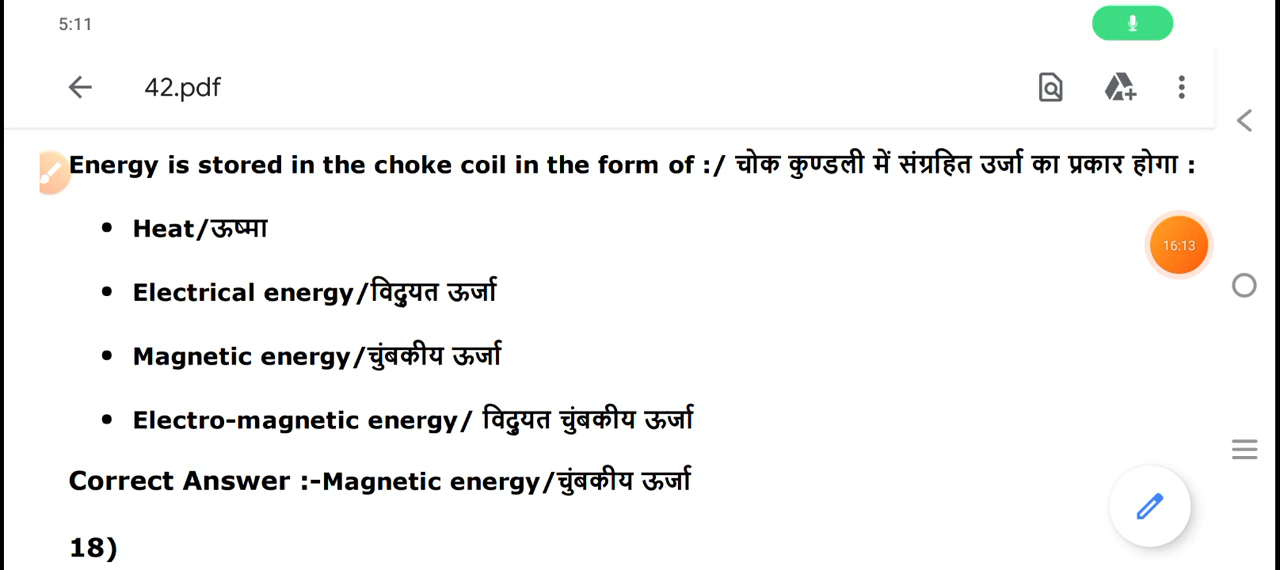 5:11
42.pdf
Energy is stored in the choke coil in the form of :/ चोक कुण्डली में संग्रहित उर्जा का प्रकार होगा :
• Heat/ऊष्मा
16:13
• Electrical energy/विदुयत ऊर्जा
• Magnetic energy/चुंबकीय ऊर्जा
• Electro-magnetic energy/ विदुयत चुंबकीय ऊर्जा
Correct Answer :-Magnetic energy/चुंबकीय ऊर्जा
18)